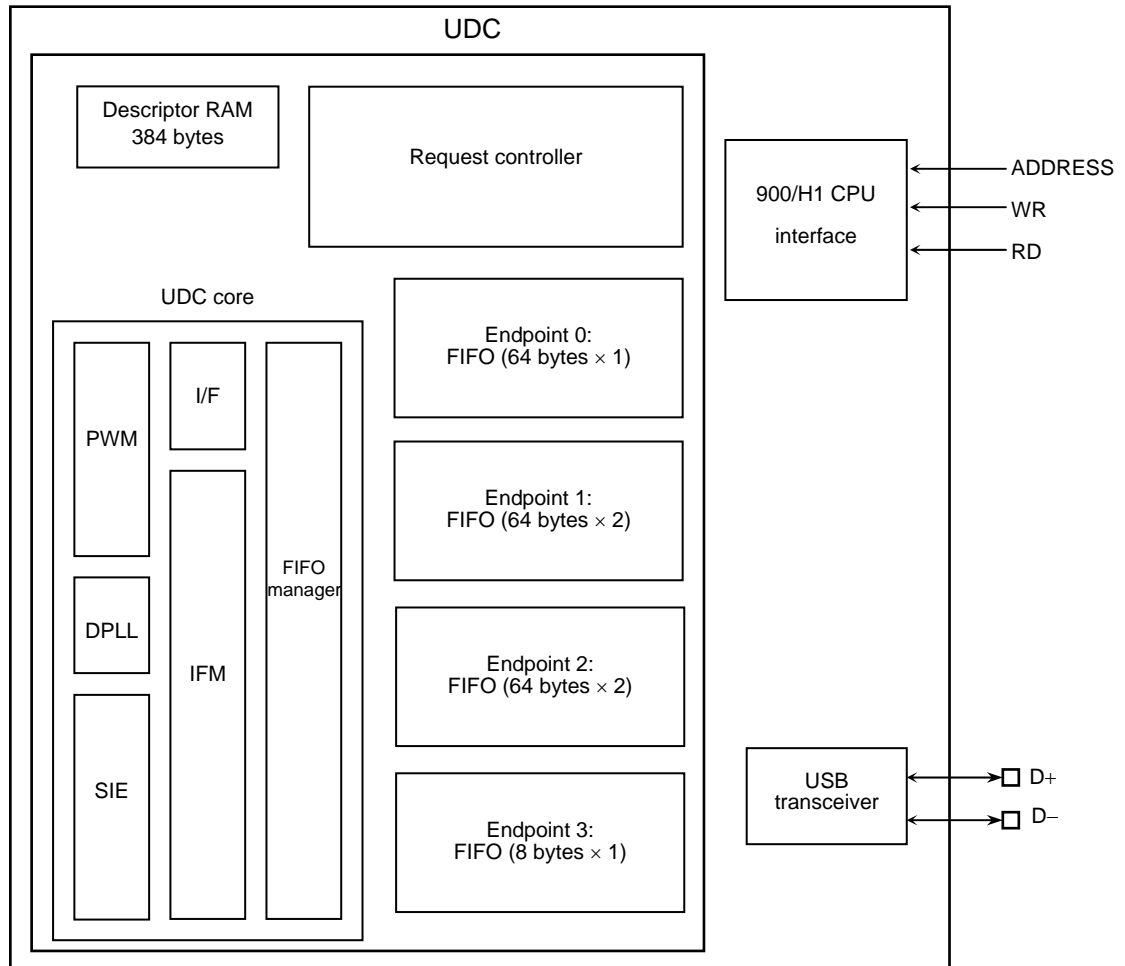 UDC
Descriptor RAM
384 bytes
Request controller
900/H1 CPU
interface
ADDRESS
WR
RD
UDC core
PWM
I/F
DPLL
IFM
SIE
FIFO
manager
Endpoint 0:
FIFO (64 bytes × 1)
Endpoint 1:
FIFO (64 bytes × 2)
Endpoint 2:
FIFO (64 bytes × 2)
Endpoint 3:
FIFO (8 bytes × 1)
USB
transceiver
D+
D−